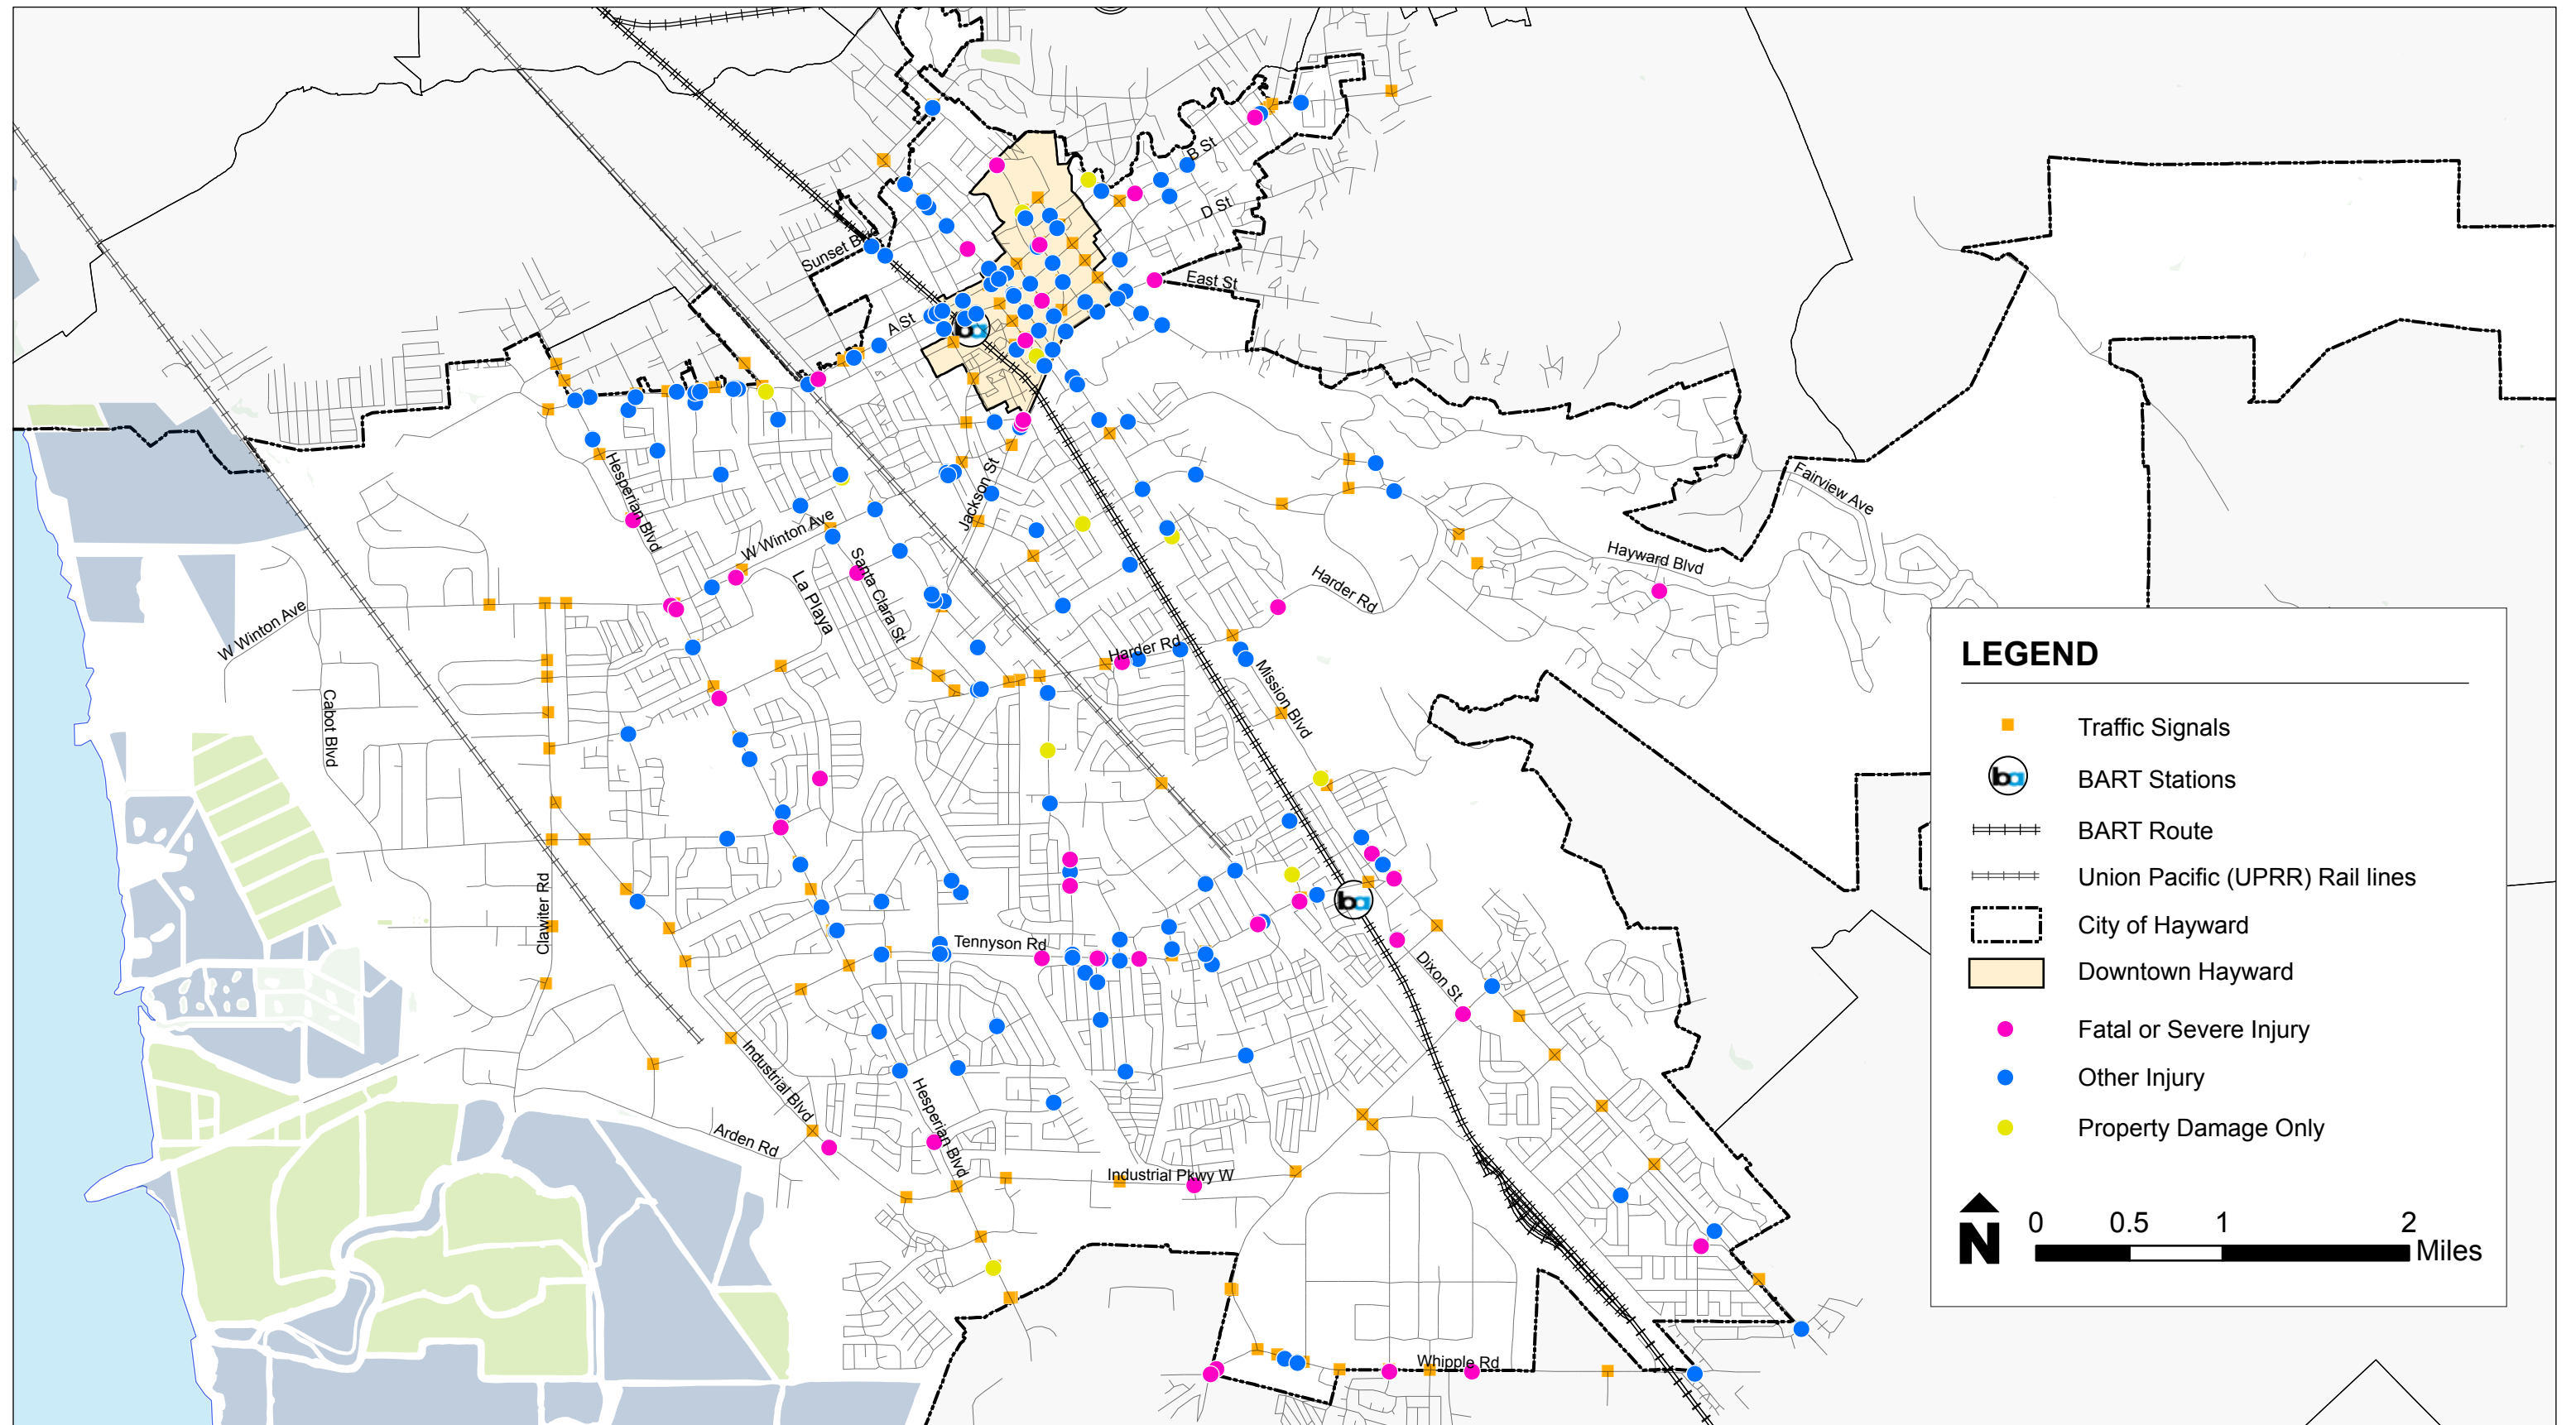 B St
D St
Sunset Blvd
East St
A St
Hesperian Blvd
Jackson St
Fairview Ave
W Winton Ave
Hayward Blvd
La Playa
Santa Clara St
Harder Rd
W Winton Ave
Harder Rd
Cabot Blvd
Mission Blvd
Clawiter Rd
Tennyson Rd
Dixon St
Industrial Blvd
Arden Rd
Hesperian Blvd
Industrial Pkwy W
Whipple Rd
ba
ba
LEGEND
Traffic Signals
ba BART Stations
BART Route
Union Pacific (UPRR) Rail lines
City of Hayward
Downtown Hayward
Fatal or Severe Injury
Other Injury
Property Damage Only
N 0 0.5 1 2 Miles